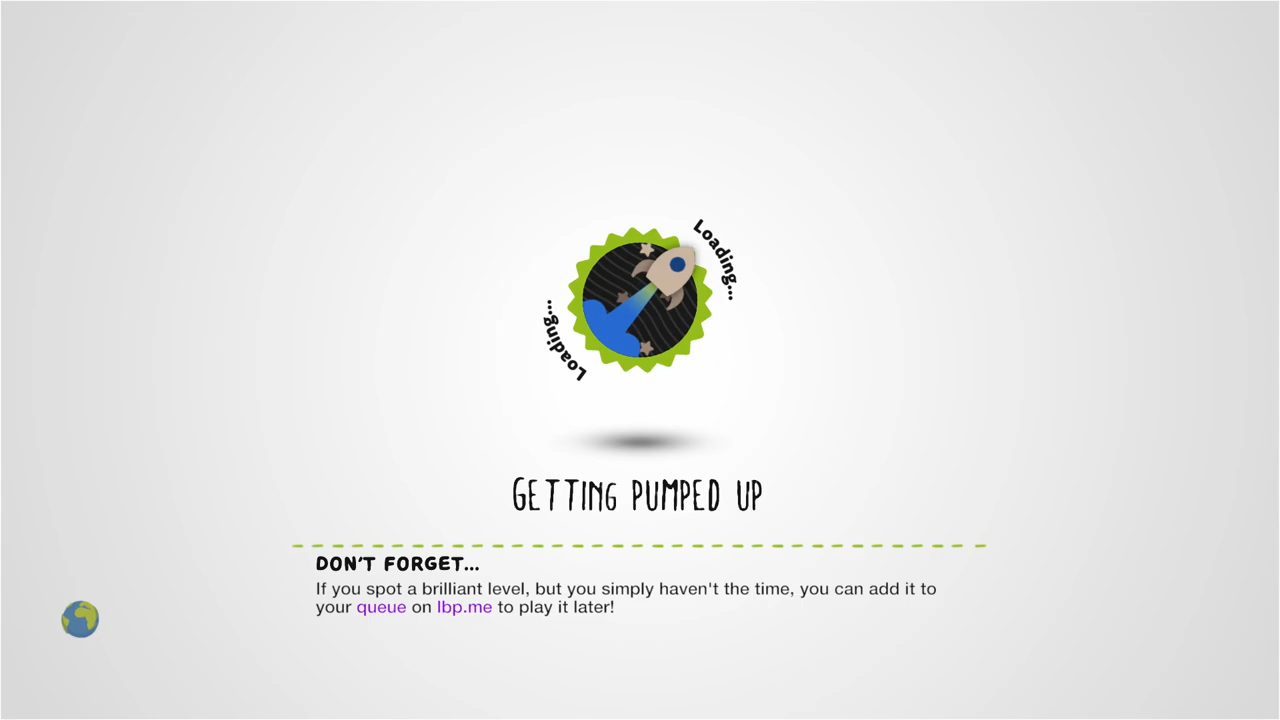 Loading...
Loading...
GETTING PUMPED UP
DON'T FORGET...
If you spot a brilliant level, but you simply haven't the time, you can add it to
your queue on lbp.me to play it later!